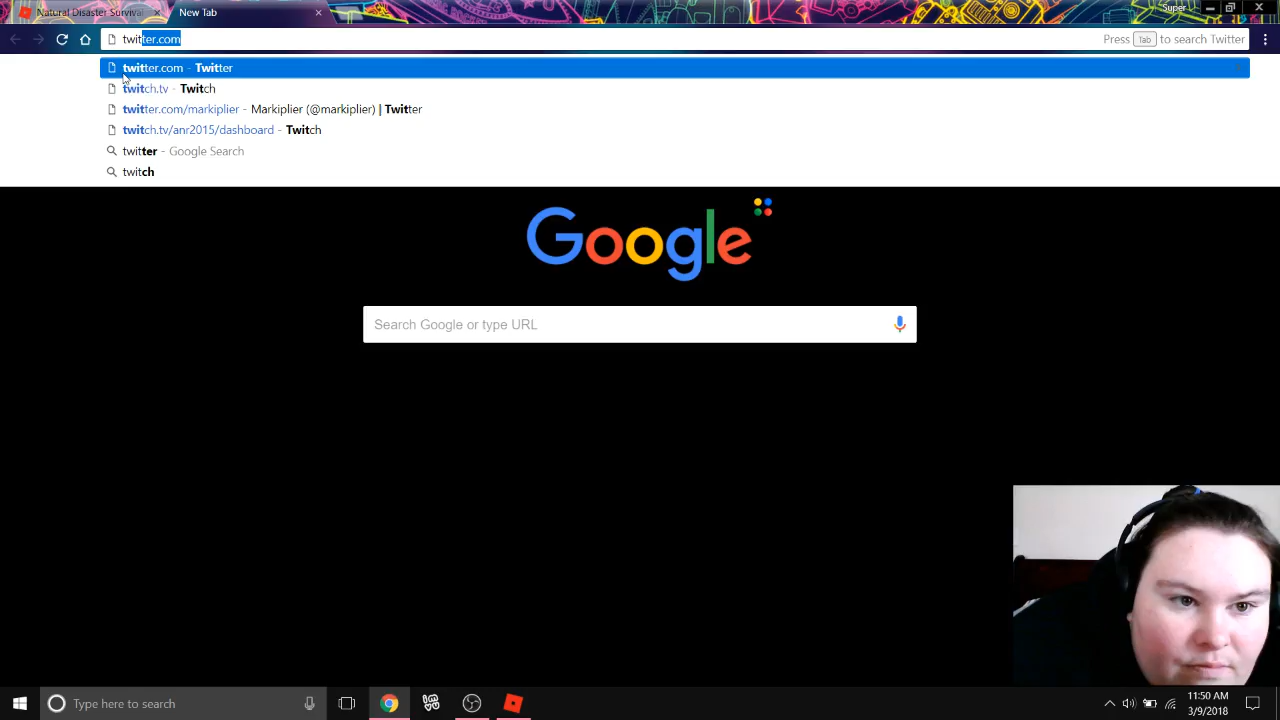 Natural Disaster Survival
New Tab
Super
twitter.com
Press Tab to search Twitter
twitter.com - Twitter
twitch.tv - Twitch
twitter.com/markiplier - Markiplier (@markiplier) | Twitter
twitch.tv/anr2015/dashboard - Twitch
twitter - Google Search
twitch
Google
Search Google or type URL
Type here to search
11:50 AM
3/9/2018